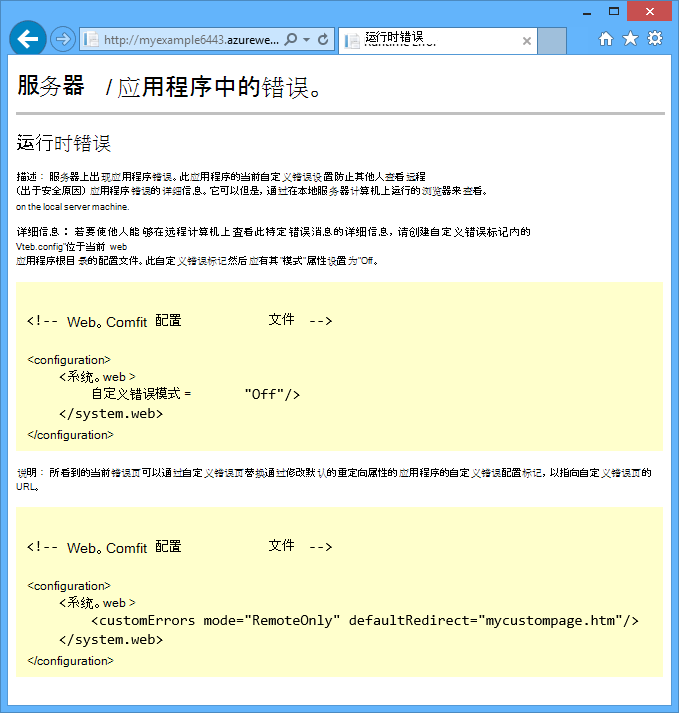 http://myexample6443.azurewe...
运行时错误
服务器 / 应用程序中的错误。
运行时错误
描述： 服务器上出现应用程序错误。此应用程序的当前自定义错误设置防止其他人查看远程
(出于安全原因) 应用程序错误的详细信息。它可以但是，通过在本地服务器计算机上运行的浏览器来查看。
on the local server machine.
详细信息： 若要使他人能够在远程计算机上查看此特定错误消息的详细信息，请创建自定义错误标记内的
Vteb.config"位于当前 web
应用程序根目录的配置文件。此自定义错误标记然后应有其"模式"属性设置为"Off。
<!-- Web。Comfit 配置 文件 -->
<configuration>
<系统。web >
自定义错误模式 = "Off"/>
</system.web>
</configuration>
说明： 所看到的当前错误页可以通过自定义错误页替换通过修改默认的重定向属性的应用程序的自定义错误配置标记，以指向自定义错误页的
URL。
<!-- Web。Comfit 配置 文件 -->
<configuration>
<系统。web >
<customErrors mode="RemoteOnly" defaultRedirect="mycustompage.htm"/>
</system.web>
</configuration>